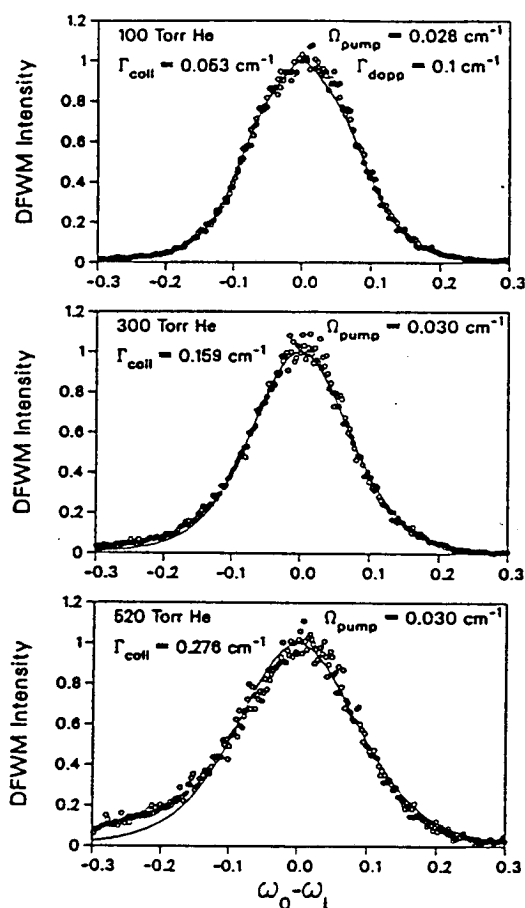 100 Torr He
Ω_pump = 0.028 cm⁻¹
Γ_coll = 0.053 cm⁻¹
Γ_dopp = 0.1 cm⁻¹
DFWM Intensity
1.2
1
0.8
0.6
0.4
0.2
0
-0.3 -0.2 -0.1 0.0 0.1 0.2 0.3
300 Torr He
Ω_pump = 0.030 cm⁻¹
Γ_coll = 0.159 cm⁻¹
DFWM Intensity
1.2
1
0.8
0.6
0.4
0.2
0
-0.3 -0.2 -0.1 0.0 0.1 0.2 0.3
520 Torr He
Ω_pump = 0.030 cm⁻¹
Γ_coll = 0.276 cm⁻¹
DFWM Intensity
1.2
1
0.8
0.6
0.4
0.2
0
-0.3 -0.2 -0.1 0.0 0.1 0.2 0.3